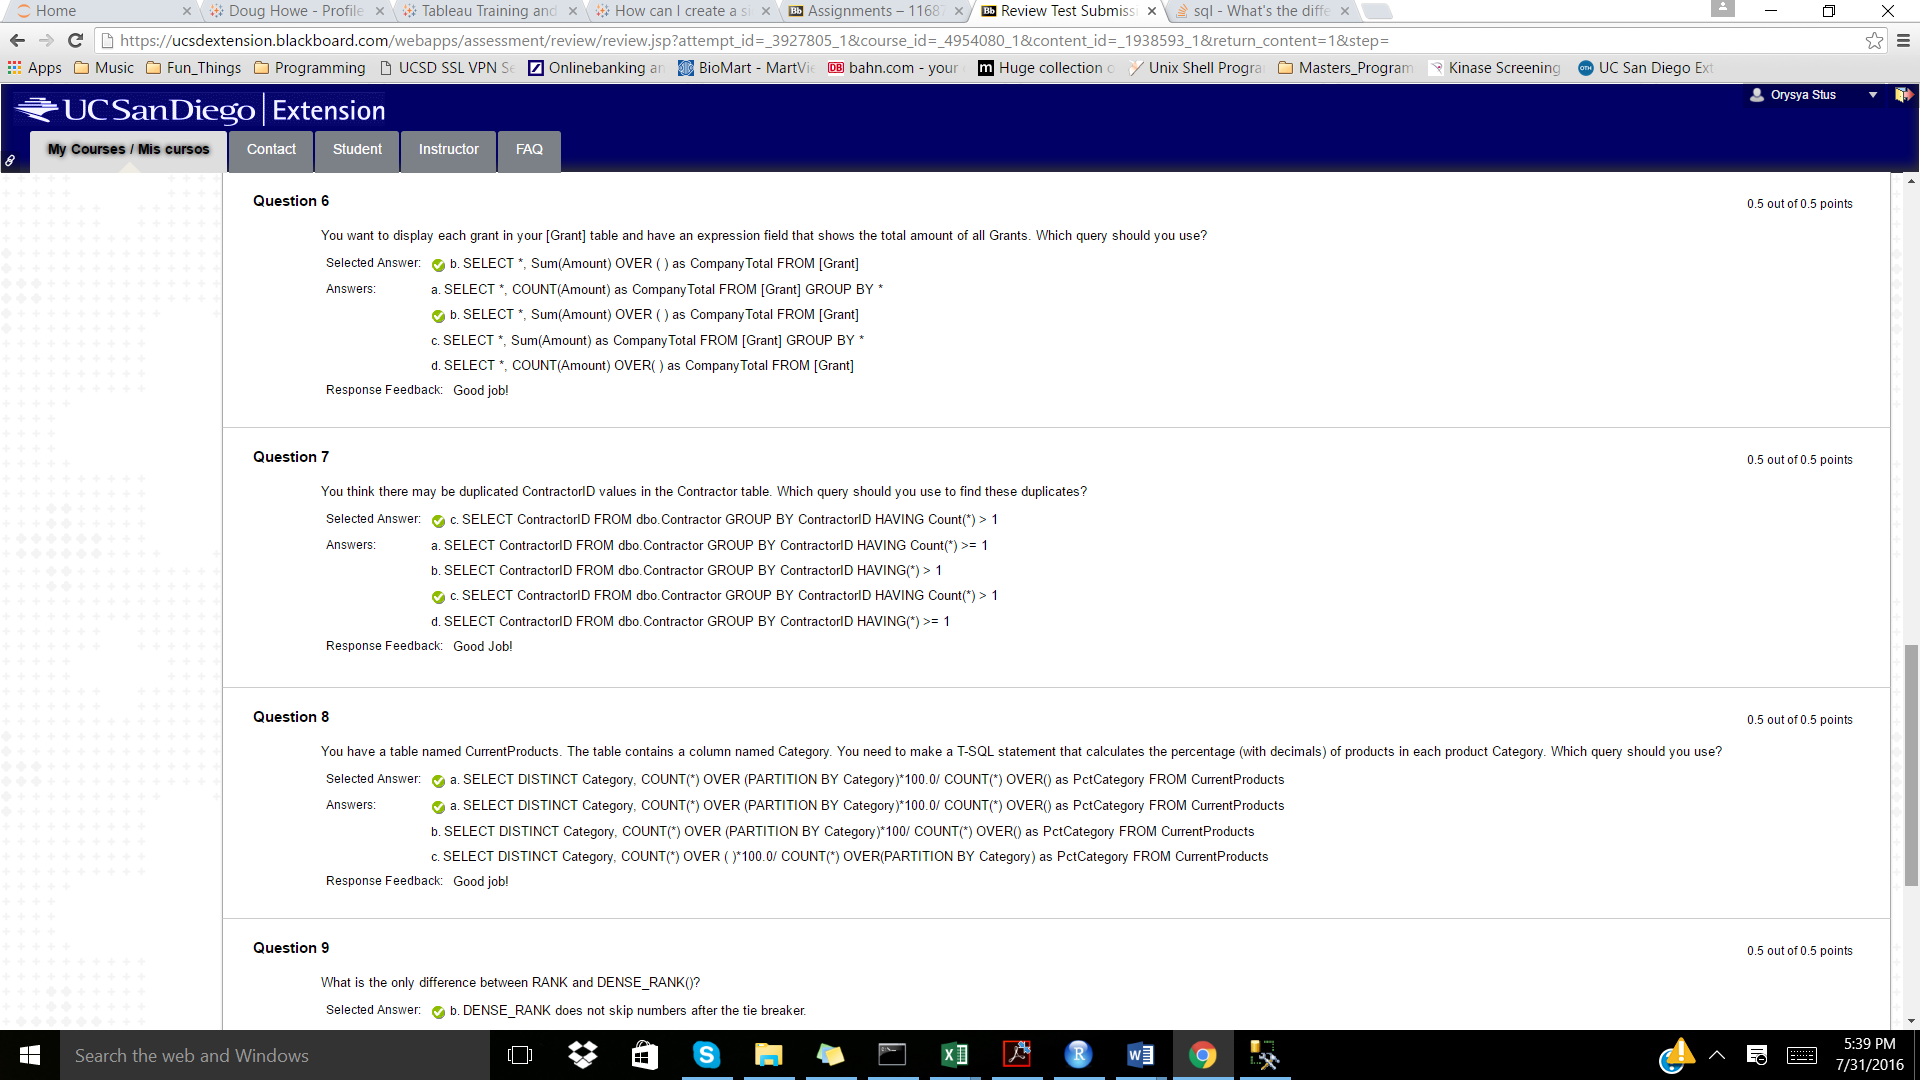 Home
Doug Howe - Profile
Tableau Training and
How can I create a si
Assignments – 11687
Review Test Submiss
sql - What's the diffe
https://ucsdextension.blackboard.com/webapps/assessment/review/review.jsp?attempt_id=_3927805_1&course_id=_4954080_1&content_id=_1938593_1&return_content=1&step=
Apps Music Fun_Things Programming UCSD SSL VPN Se Onlinebanking an BioMart - MartVie bahn.com - your Huge collection o Unix Shell Progra Masters_Program Kinase Screening UC San Diego Ext
UC San Diego | Extension
Orysya Stus
My Courses / Mis cursos Contact Student Instructor FAQ
Question 6
0.5 out of 0.5 points
You want to display each grant in your [Grant] table and have an expression field that shows the total amount of all Grants. Which query should you use?
Selected Answer: b. SELECT *, Sum(Amount) OVER ( ) as CompanyTotal FROM [Grant]
Answers: a. SELECT *, COUNT(Amount) as CompanyTotal FROM [Grant] GROUP BY *
b. SELECT *, Sum(Amount) OVER ( ) as CompanyTotal FROM [Grant]
c. SELECT *, Sum(Amount) as CompanyTotal FROM [Grant] GROUP BY *
d. SELECT *, COUNT(Amount) OVER( ) as CompanyTotal FROM [Grant]
Response Feedback: Good job!
Question 7
0.5 out of 0.5 points
You think there may be duplicated ContractorID values in the Contractor table. Which query should you use to find these duplicates?
Selected Answer: c. SELECT ContractorID FROM dbo.Contractor GROUP BY ContractorID HAVING Count(*) > 1
Answers: a. SELECT ContractorID FROM dbo.Contractor GROUP BY ContractorID HAVING Count(*) >= 1
b. SELECT ContractorID FROM dbo.Contractor GROUP BY ContractorID HAVING(*) > 1
c. SELECT ContractorID FROM dbo.Contractor GROUP BY ContractorID HAVING Count(*) > 1
d. SELECT ContractorID FROM dbo.Contractor GROUP BY ContractorID HAVING(*) >= 1
Response Feedback: Good Job!
Question 8
0.5 out of 0.5 points
You have a table named CurrentProducts. The table contains a column named Category. You need to make a T-SQL statement that calculates the percentage (with decimals) of products in each product Category. Which query should you use?
Selected Answer: a. SELECT DISTINCT Category, COUNT(*) OVER (PARTITION BY Category)*100.0/ COUNT(*) OVER() as PctCategory FROM CurrentProducts
Answers: a. SELECT DISTINCT Category, COUNT(*) OVER (PARTITION BY Category)*100.0/ COUNT(*) OVER() as PctCategory FROM CurrentProducts
b. SELECT DISTINCT Category, COUNT(*) OVER (PARTITION BY Category)*100/ COUNT(*) OVER() as PctCategory FROM CurrentProducts
c. SELECT DISTINCT Category, COUNT(*) OVER ( )*100.0/ COUNT(*) OVER(PARTITION BY Category) as PctCategory FROM CurrentProducts
Response Feedback: Good job!
Question 9
0.5 out of 0.5 points
What is the only difference between RANK and DENSE_RANK()?
Selected Answer: b. DENSE_RANK does not skip numbers after the tie breaker.
Search the web and Windows
5:39 PM
7/31/2016